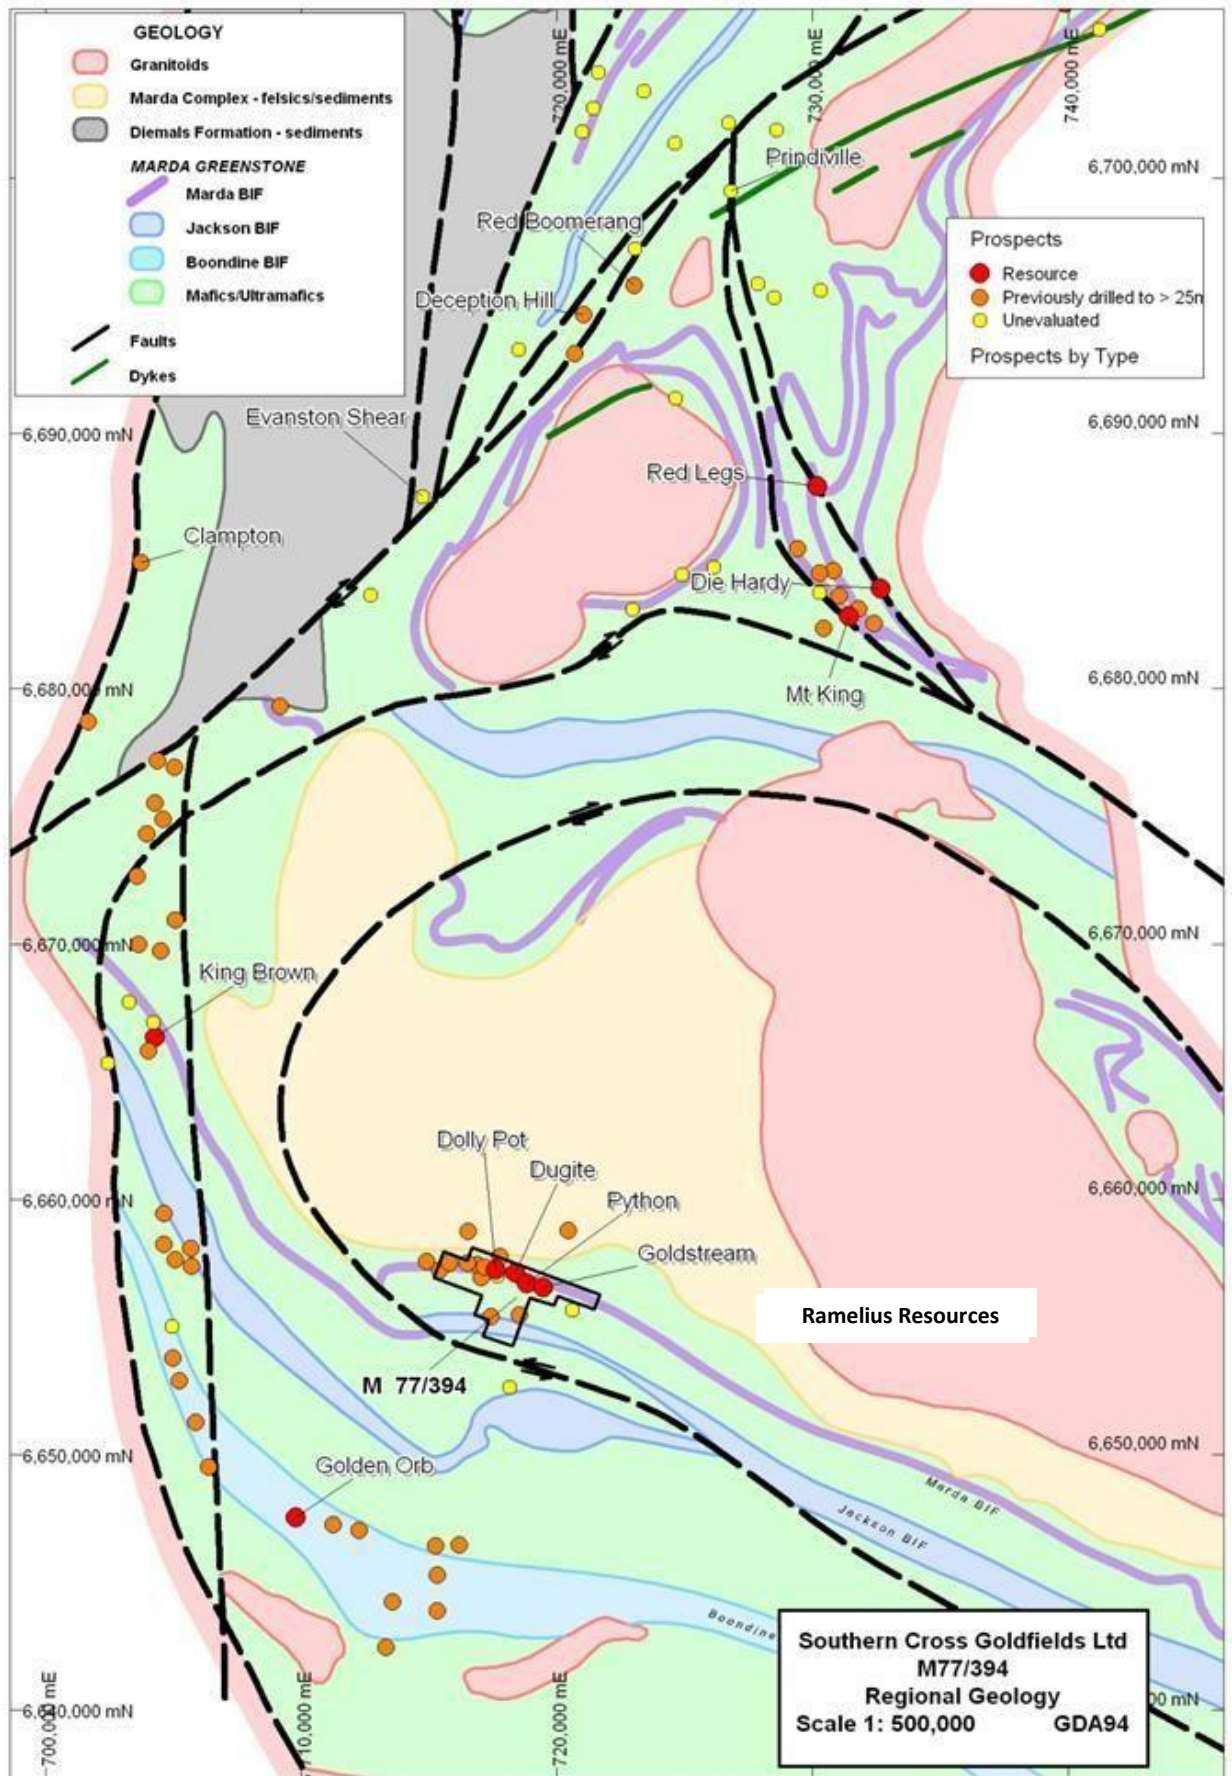 GEOLOGY
Granitoids
Marda Complex - felsics/sediments
Diemals Formation - sediments
MARDA GREENSTONE
Marda BIF
Jackson BIF
Boondine BIF
Mafics/Ultramafics
Faults
Dykes
720,000 mE
730,000 mE
740,000 mE
6,700,000 mN
Prindiville
Red Boomerang
Deception Hill
Prospects
Resource
Previously drilled to > 25m
Unevaluated
Prospects by Type
Evanston Shear
6,690,000 mN
6,690,000 mN
Red Legs
Clampton
Die Hardy
6,680,000 mN
6,680,000 mN
Mt King
6,670,000 mN
6,670,000 mN
King Brown
Dolly Pot
Dugite
Python
Goldstream
6,660,000 mN
6,660,000 mN
Ramelius Resources
M 77/394
6,650,000 mN
6,650,000 mN
Golden Orb
Marda BIF
Jackson BIF
Boondine
Southern Cross Goldfields Ltd
M77/394
Regional Geology
Scale 1: 500,000 GDA94
6,640,000 mN
00 mN
700,000 mE
710,000 mE
720,000 mE